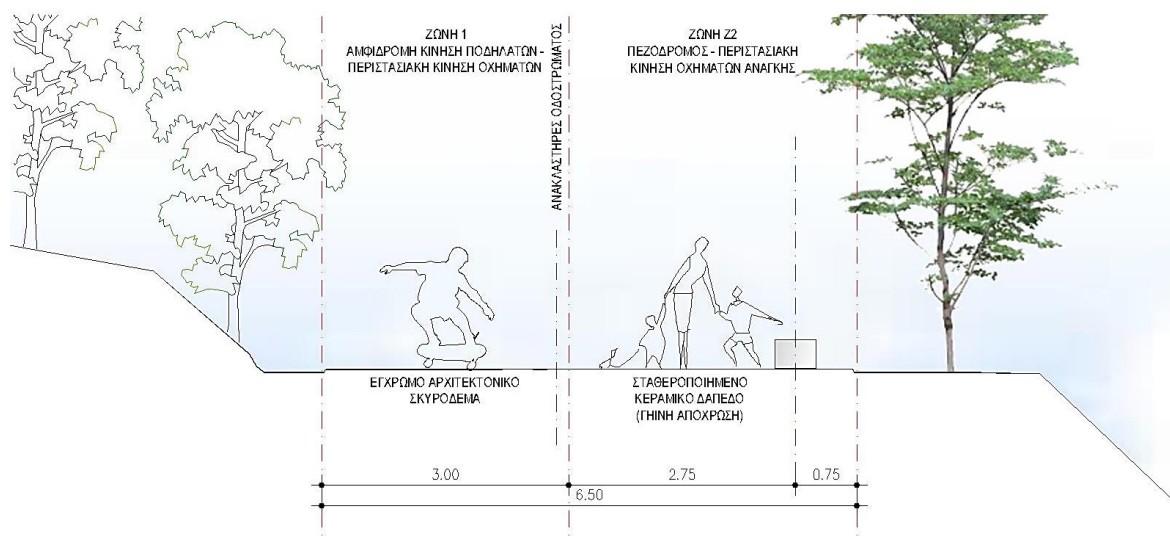 ΖΩΝΗ 1
ΑΜΦΙΔΡΟΜΗ ΚΙΝΗΣΗ ΠΟΔΗΛΑΤΩΝ -
ΠΕΡΙΣΤΑΣΙΑΚΗ ΚΙΝΗΣΗ ΟΧΗΜΑΤΩΝ
ΑΝΑΚΛΑΣΤΗΡΕΣ ΟΔΟΣΤΡΩΜΑΤΟΣ
ΖΩΝΗ Ζ2
ΠΕΖΟΔΡΟΜΟΣ - ΠΕΡΙΣΤΑΣΙΑΚΗ
ΚΙΝΗΣΗ ΟΧΗΜΑΤΩΝ ΑΝΑΓΚΗΣ
ΕΓΧΡΩΜΟ ΑΡΧΙΤΕΚΤΟΝΙΚΟ
ΣΚΥΡΟΔΕΜΑ
ΣΤΑΘΕΡΟΠΟΙΗΜΕΝΟ
ΚΕΡΑΜΙΚΟ ΔΑΠΕΔΟ
(ΓΗΙΝΗ ΑΠΟΧΡΩΣΗ)
3.00
2.75
0.75
6.50